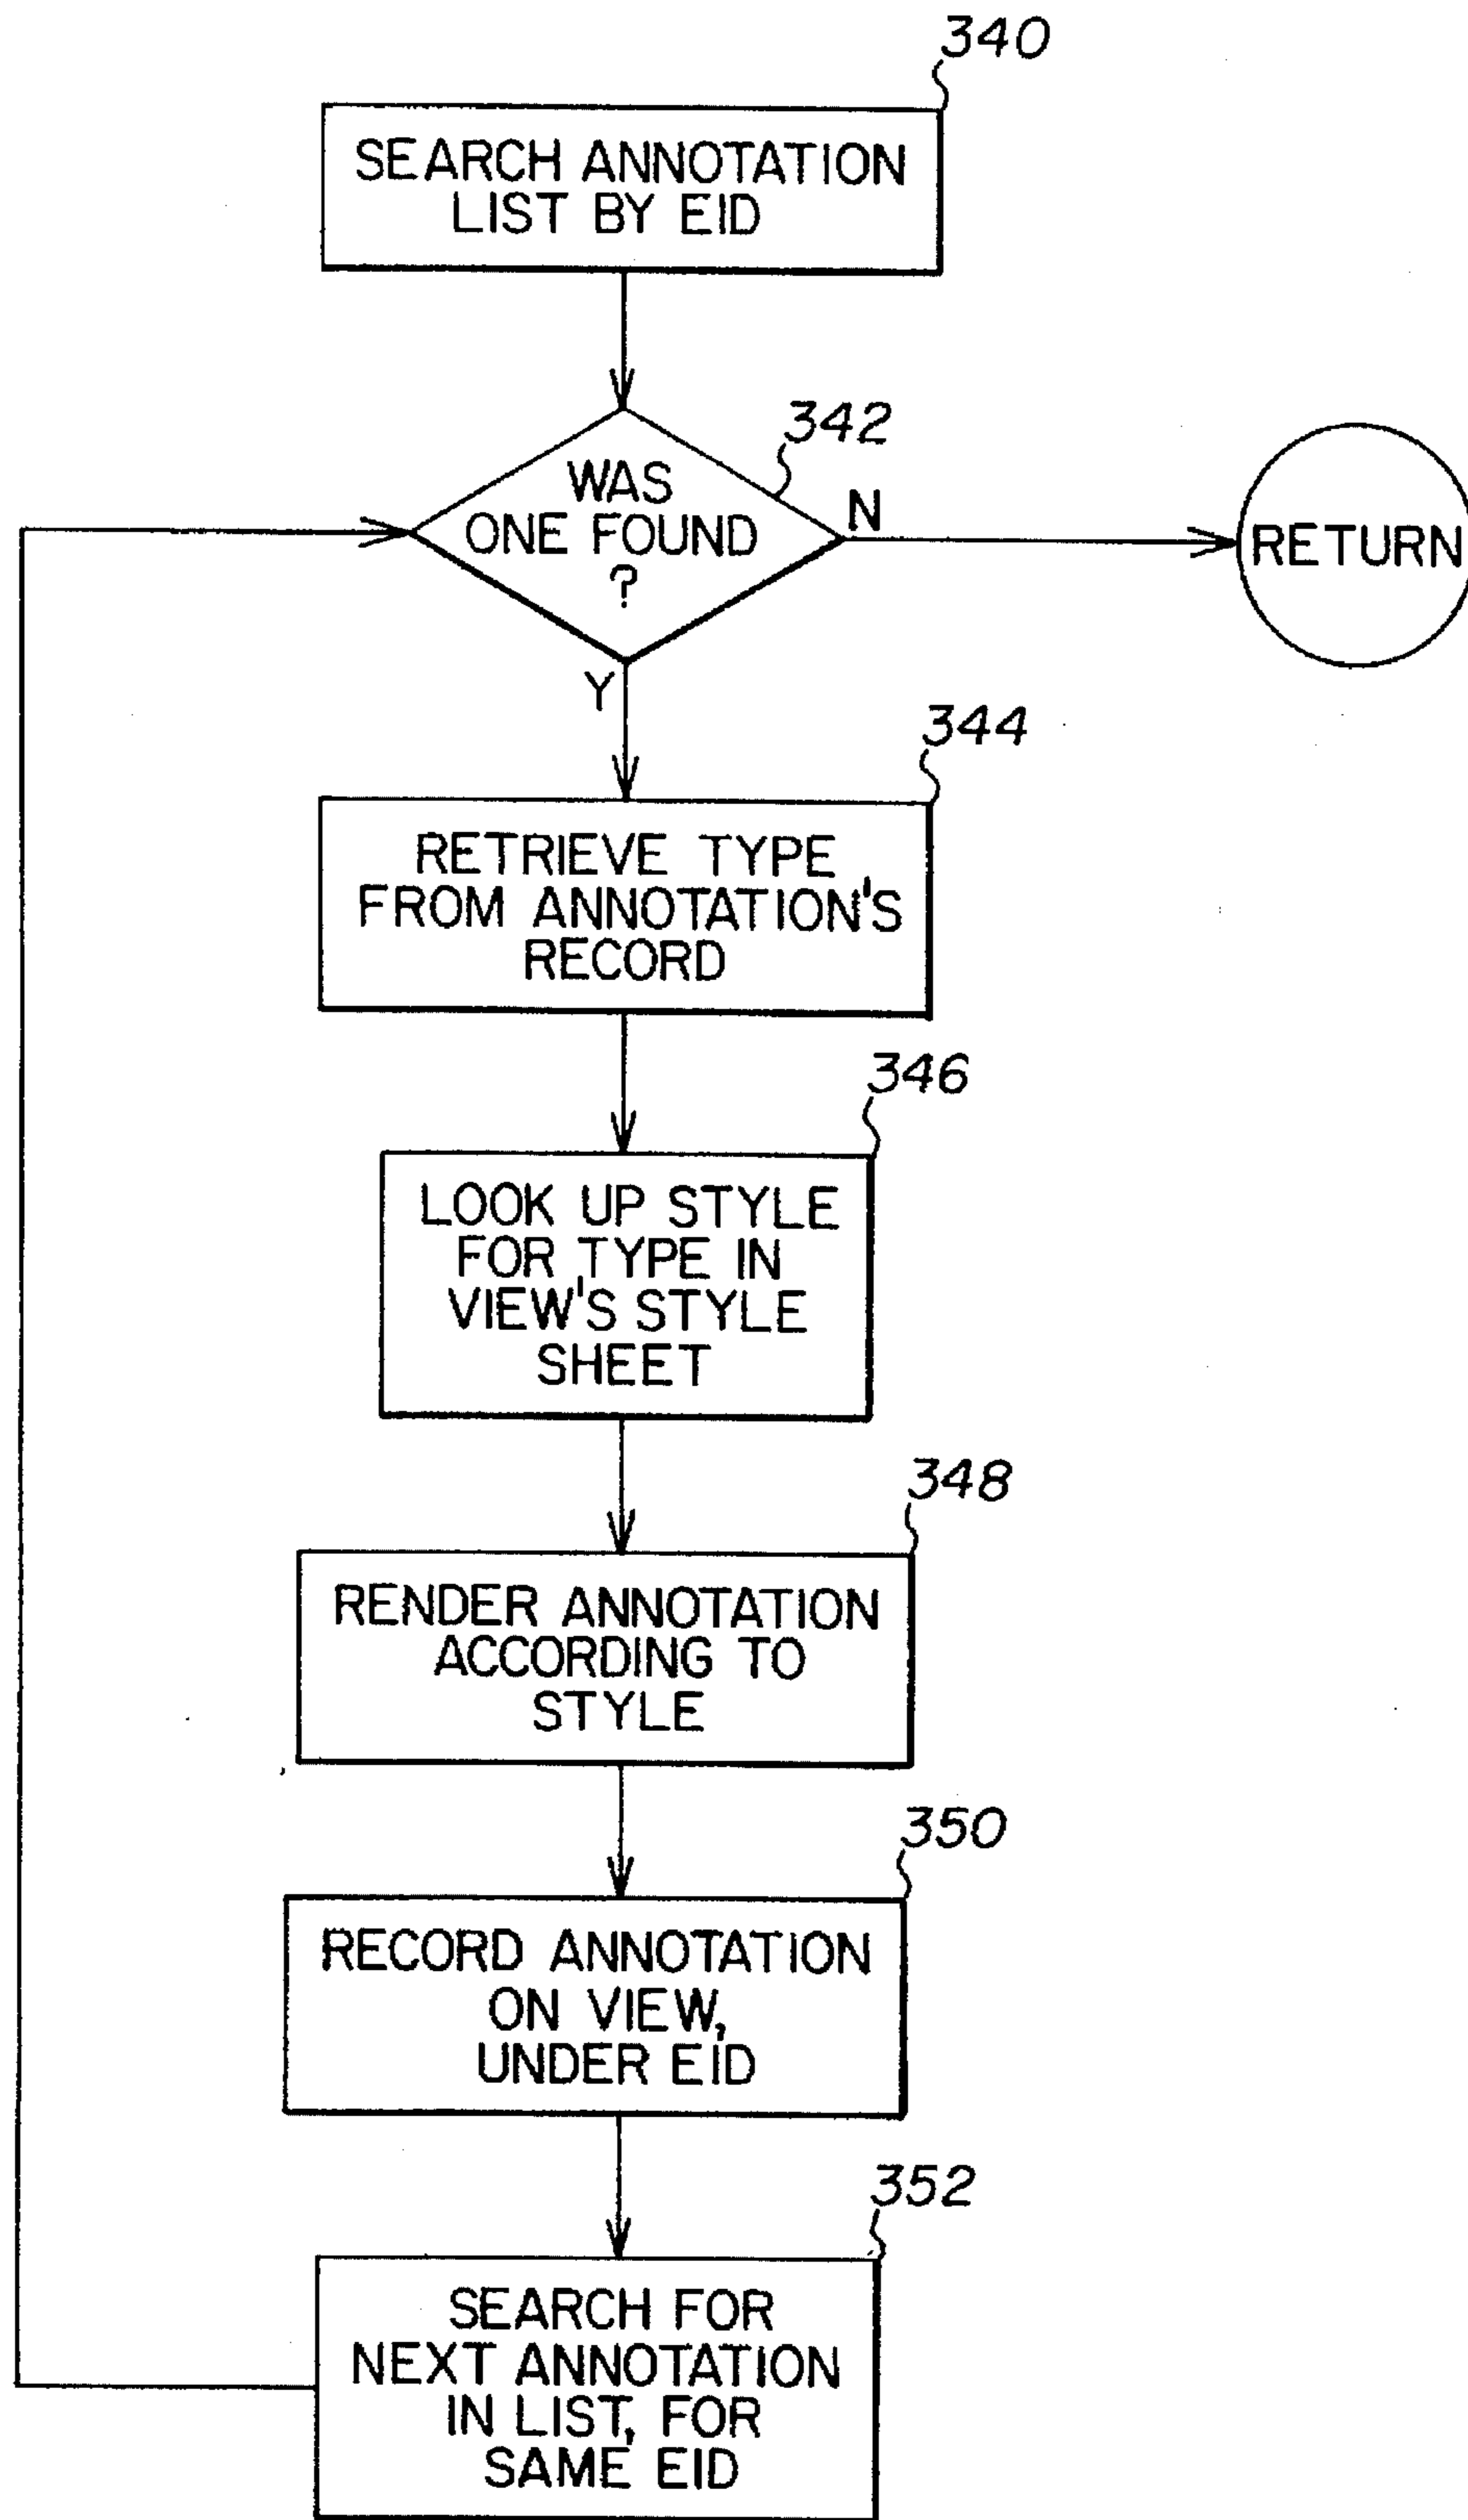 340
SEARCH ANNOTATION
LIST BY EID
342
WAS
ONE FOUND
?
N
RETURN
Y
344
RETRIEVE TYPE
FROM ANNOTATION'S
RECORD
346
LOOK UP STYLE
FOR TYPE IN
VIEW'S STYLE
SHEET
348
RENDER ANNOTATION
ACCORDING TO
STYLE
350
RECORD ANNOTATION
ON VIEW,
UNDER EID
352
SEARCH FOR
NEXT ANNOTATION
IN LIST, FOR
SAME EID